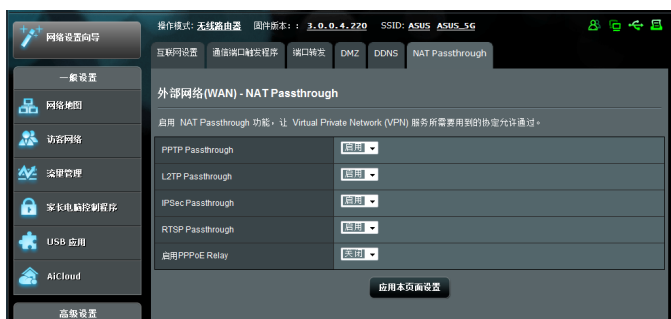 网络设置向导
操作模式: 无线路由器 固件版本: : 3.0.0.4.220 SSID: ASUS ASUS_5G
互联网设置 通信端口触发程序 端口转发 DMZ DDNS NAT Passthrough
一般设置
网络地图
访客网络
流量管理
家长电脑控制程序
USB 应用
AiCloud
高级设置
外部网络(WAN) - NAT Passthrough
启用 NAT Passthrough 功能，让 Virtual Private Network (VPN) 服务所需要用到的协定允许通过。
PPTP Passthrough 启用
L2TP Passthrough 启用
IPSec Passthrough 启用
RTSP Passthrough 启用
启用PPPoE Relay 关闭
应用本页面设置